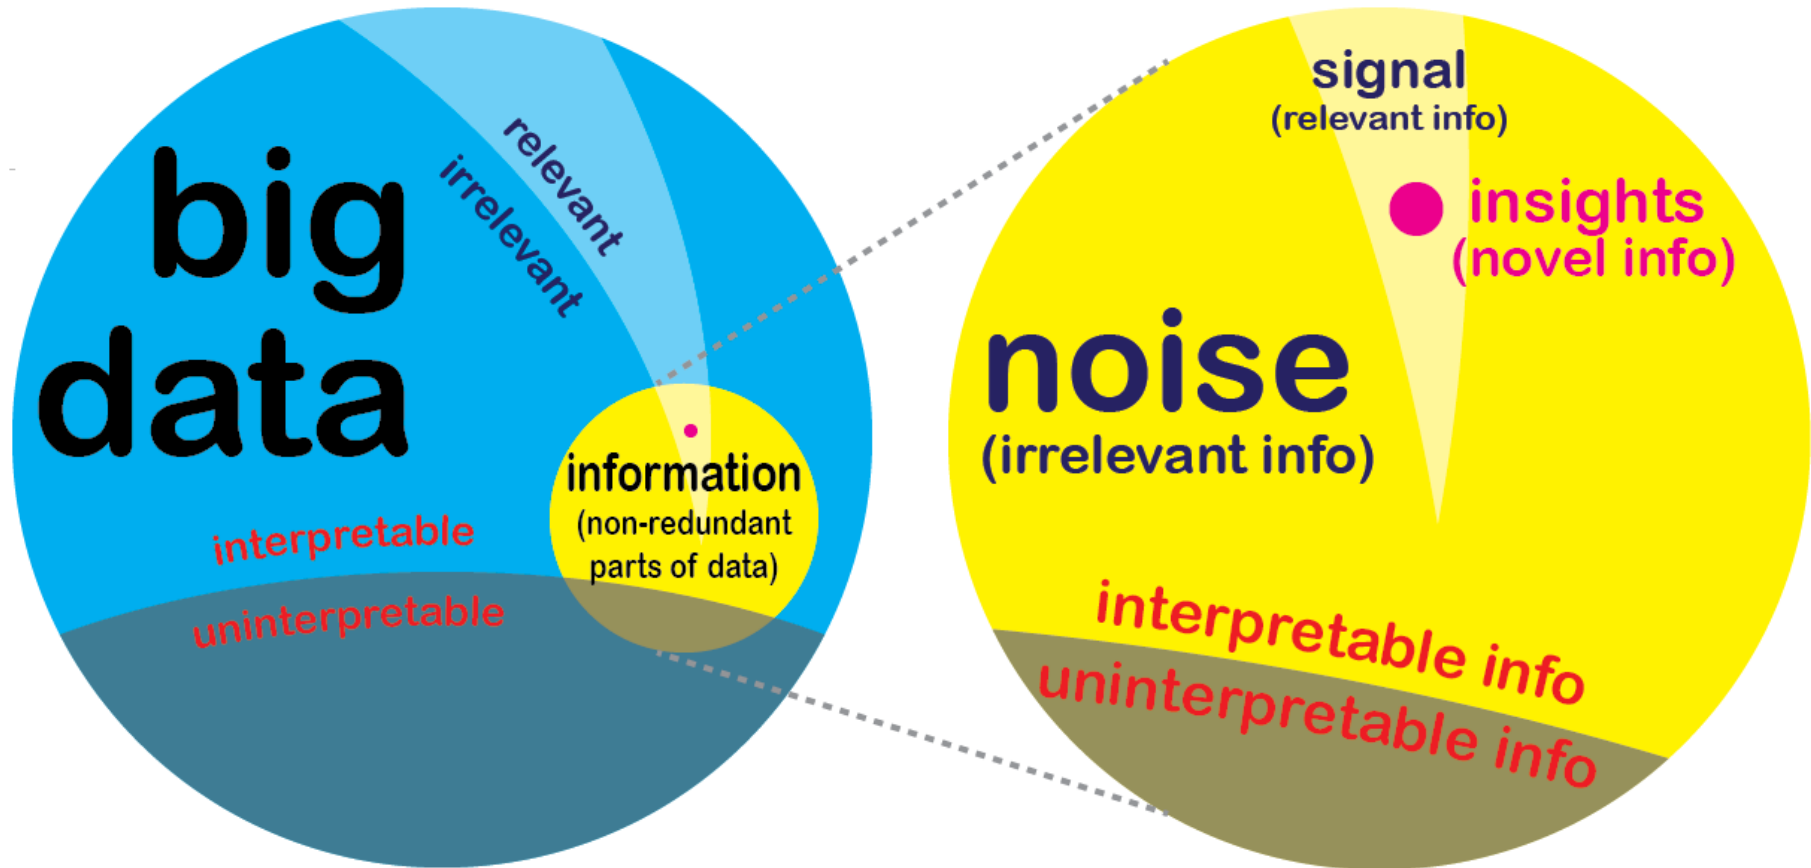 big
data
relevant
irrelevant
information
(non-redundant
parts of data)
interpretable
uninterpretable
signal
(relevant info)
insights
(novel info)
noise
(irrelevant info)
interpretable info
uninterpretable info